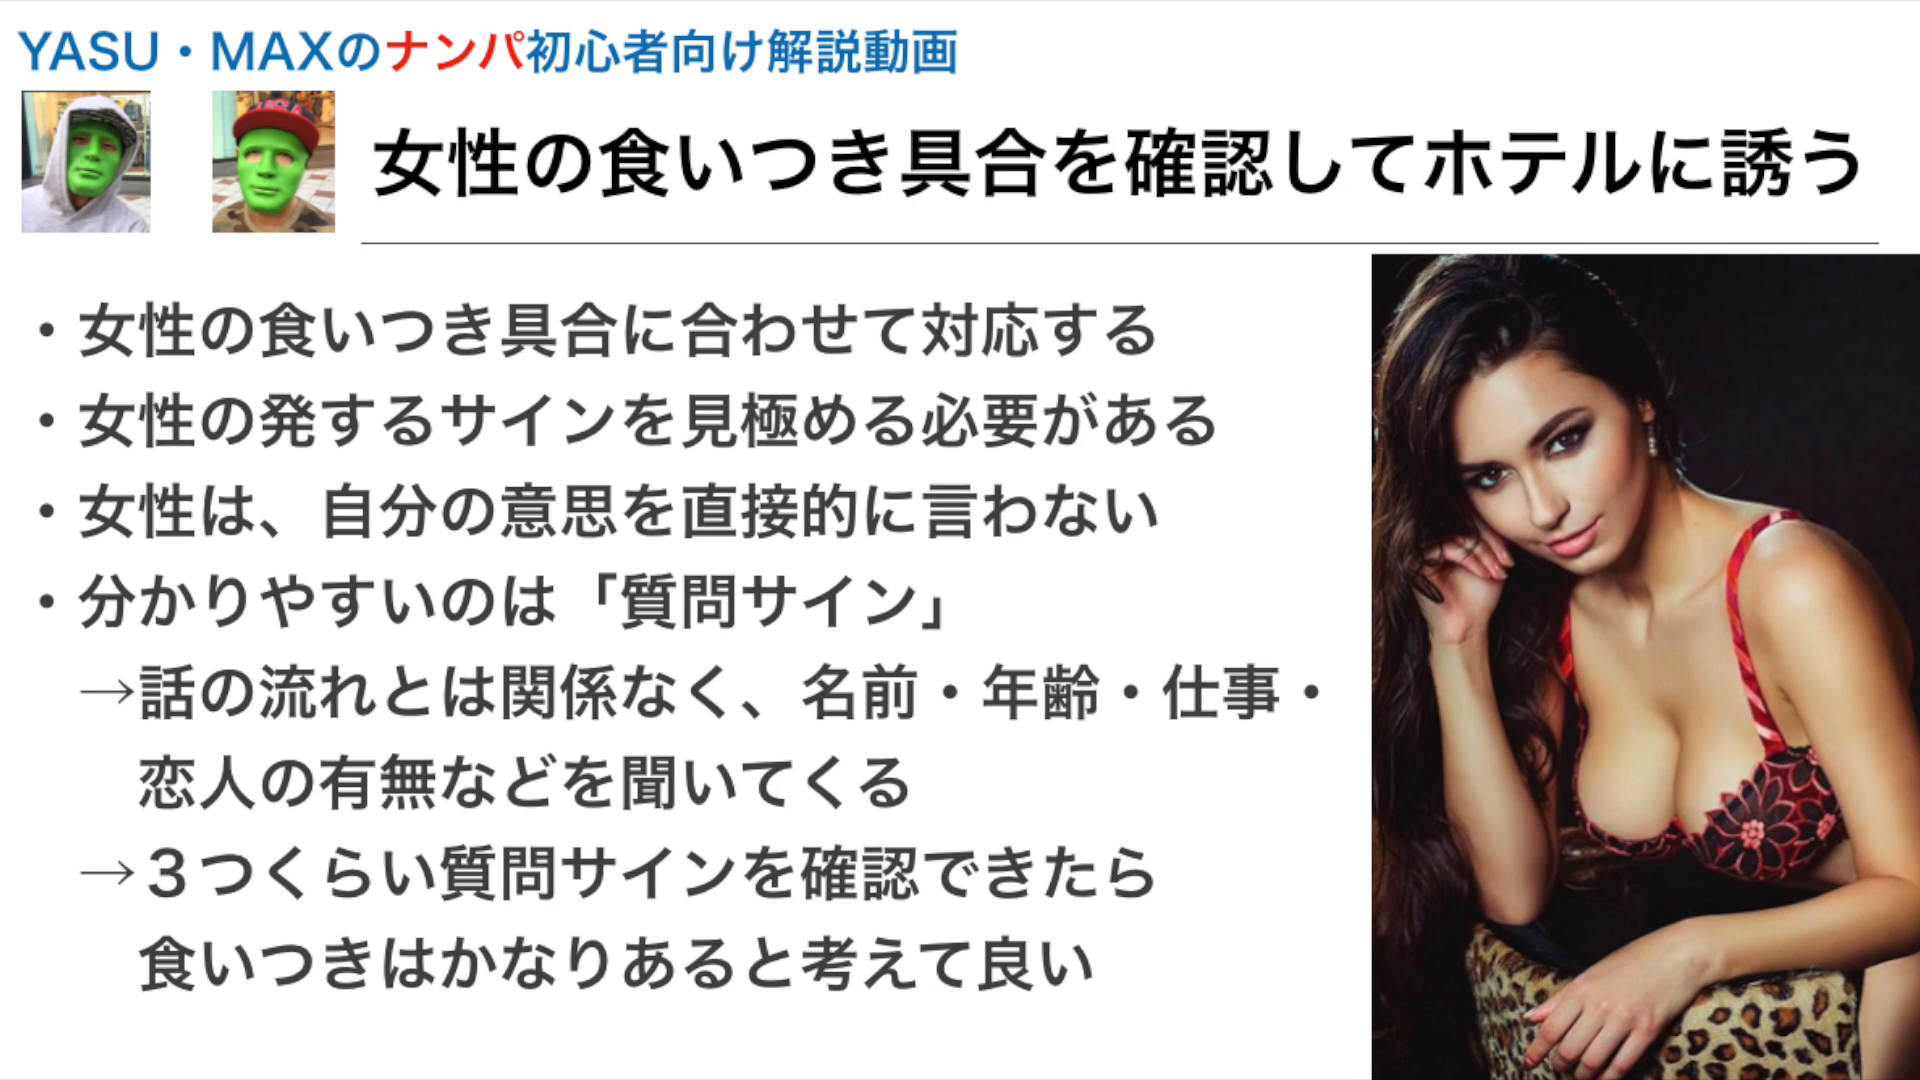 YASU・MAXのナンパ初心者向け解説動画
女性の食いつき具合を確認してホテルに誘う
・女性の食いつき具合に合わせて対応する
・女性の発するサインを見極める必要がある
・女性は、自分の意思を直接的に言わない
・分かりやすいのは「質問サイン」
→話の流れとは関係なく、名前・年齢・仕事・
恋人の有無などを聞いてくる
→３つくらい質問サインを確認できたら
食いつきはかなりあると考えて良い